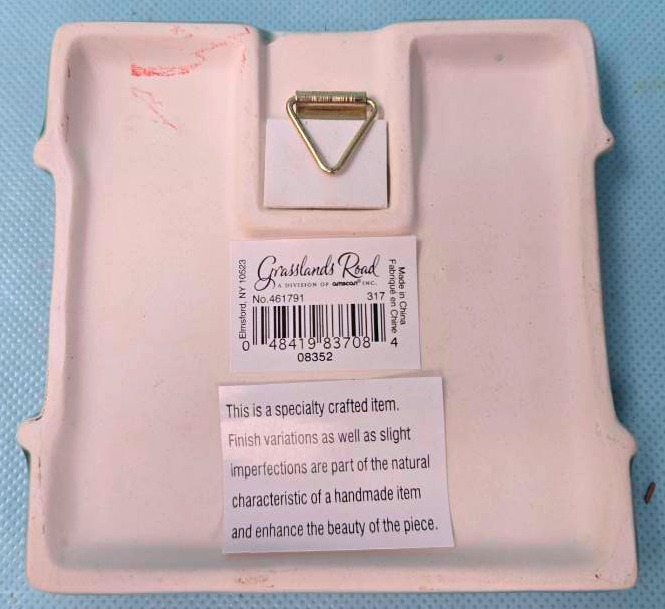 Grasslands Road
A DIVISION OF amscan® INC.
Elmsford, NY 10523
No.461791 317
Made in China
Fabriqué en Chine
0 48419 83708 4
08352
This is a specialty crafted item.
Finish variations as well as slight
imperfections are part of the natural
characteristic of a handmade item
and enhance the beauty of the piece.